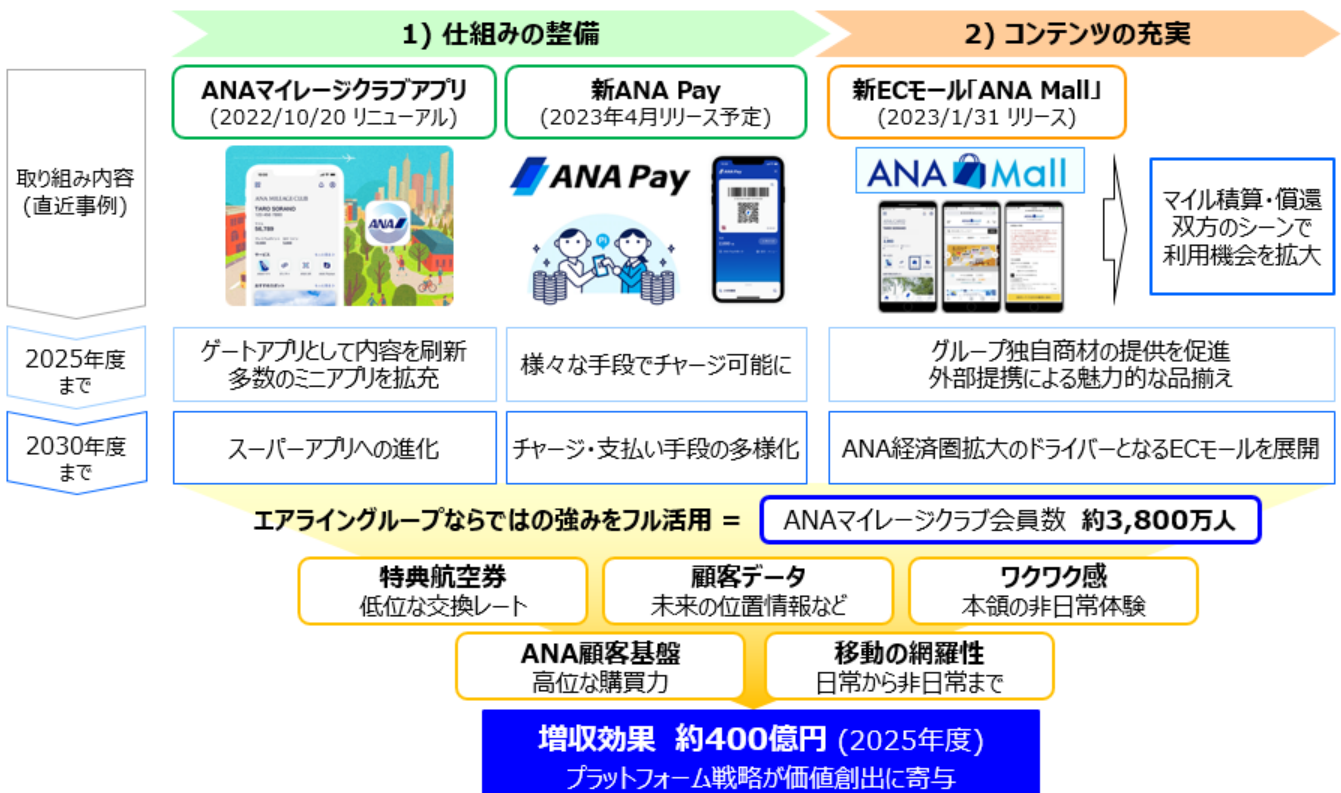 1) 仕組みの整備
2) コンテンツの充実
取り組み内容
(直近事例)
ANAマイレージクラブアプリ
(2022/10/20 リニューアル)
新ANA Pay
(2023年4月リリース予定)
新ECモール「ANA Mall」
(2023/1/31 リリース)
ANA MILEAGE CLUB
TARO SORANO
ANA
ANA Pay
ANA Mall
マイル積算・償還
双方のシーンで
利用機会を拡大
2025年度
まで
ゲートアプリとして内容を刷新
多数のミニアプリを拡充
様々な手段でチャージ可能に
グループ独自商材の提供を促進
外部提携による魅力的な品揃え
2030年度
まで
スーパーアプリへの進化
チャージ・支払い手段の多様化
ANA経済圏拡大のドライバーとなるECモールを展開
エアライングループならではの強みをフル活用 =
ANAマイレージクラブ会員数 約3,800万人
特典航空券
低位な交換レート
顧客データ
未来の位置情報など
ワクワク感
本領の非日常体験
ANA顧客基盤
高位な購買力
移動の網羅性
日常から非日常まで
増収効果 約400億円 (2025年度)
プラットフォーム戦略が価値創出に寄与